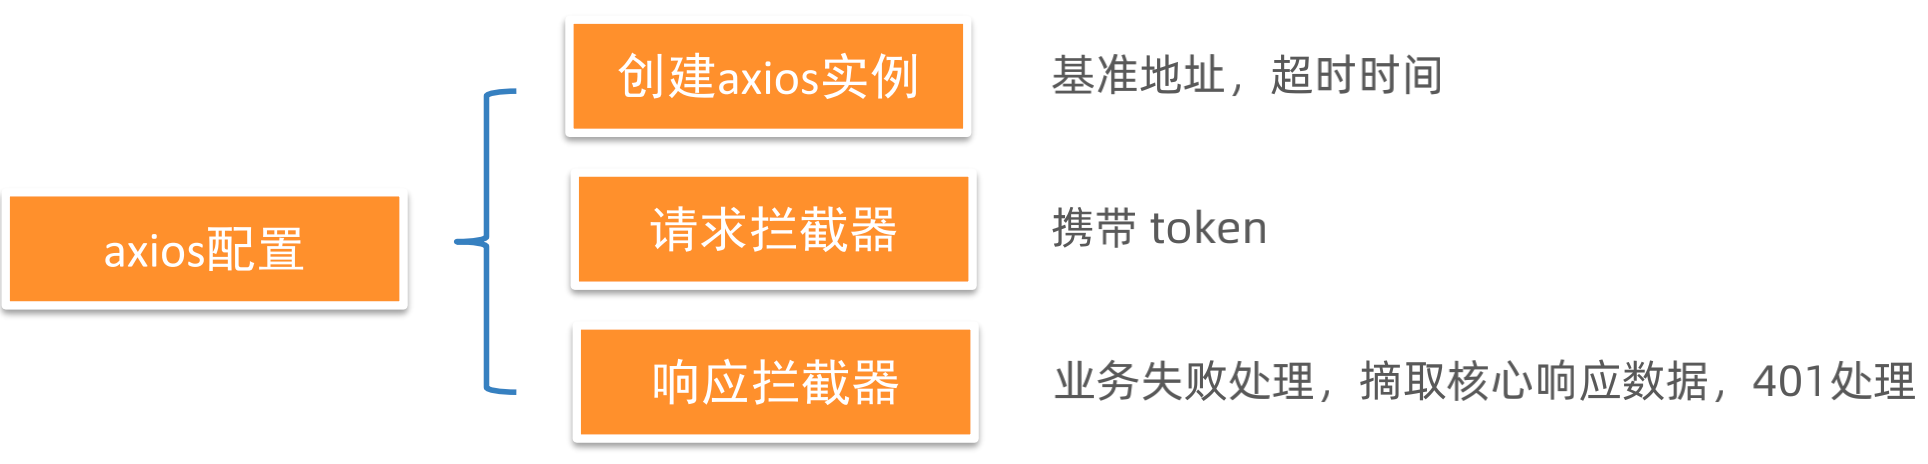 axios配置
创建axios实例
基准地址，超时时间
请求拦截器
携带 token
响应拦截器
业务失败处理，摘取核心响应数据，401处理